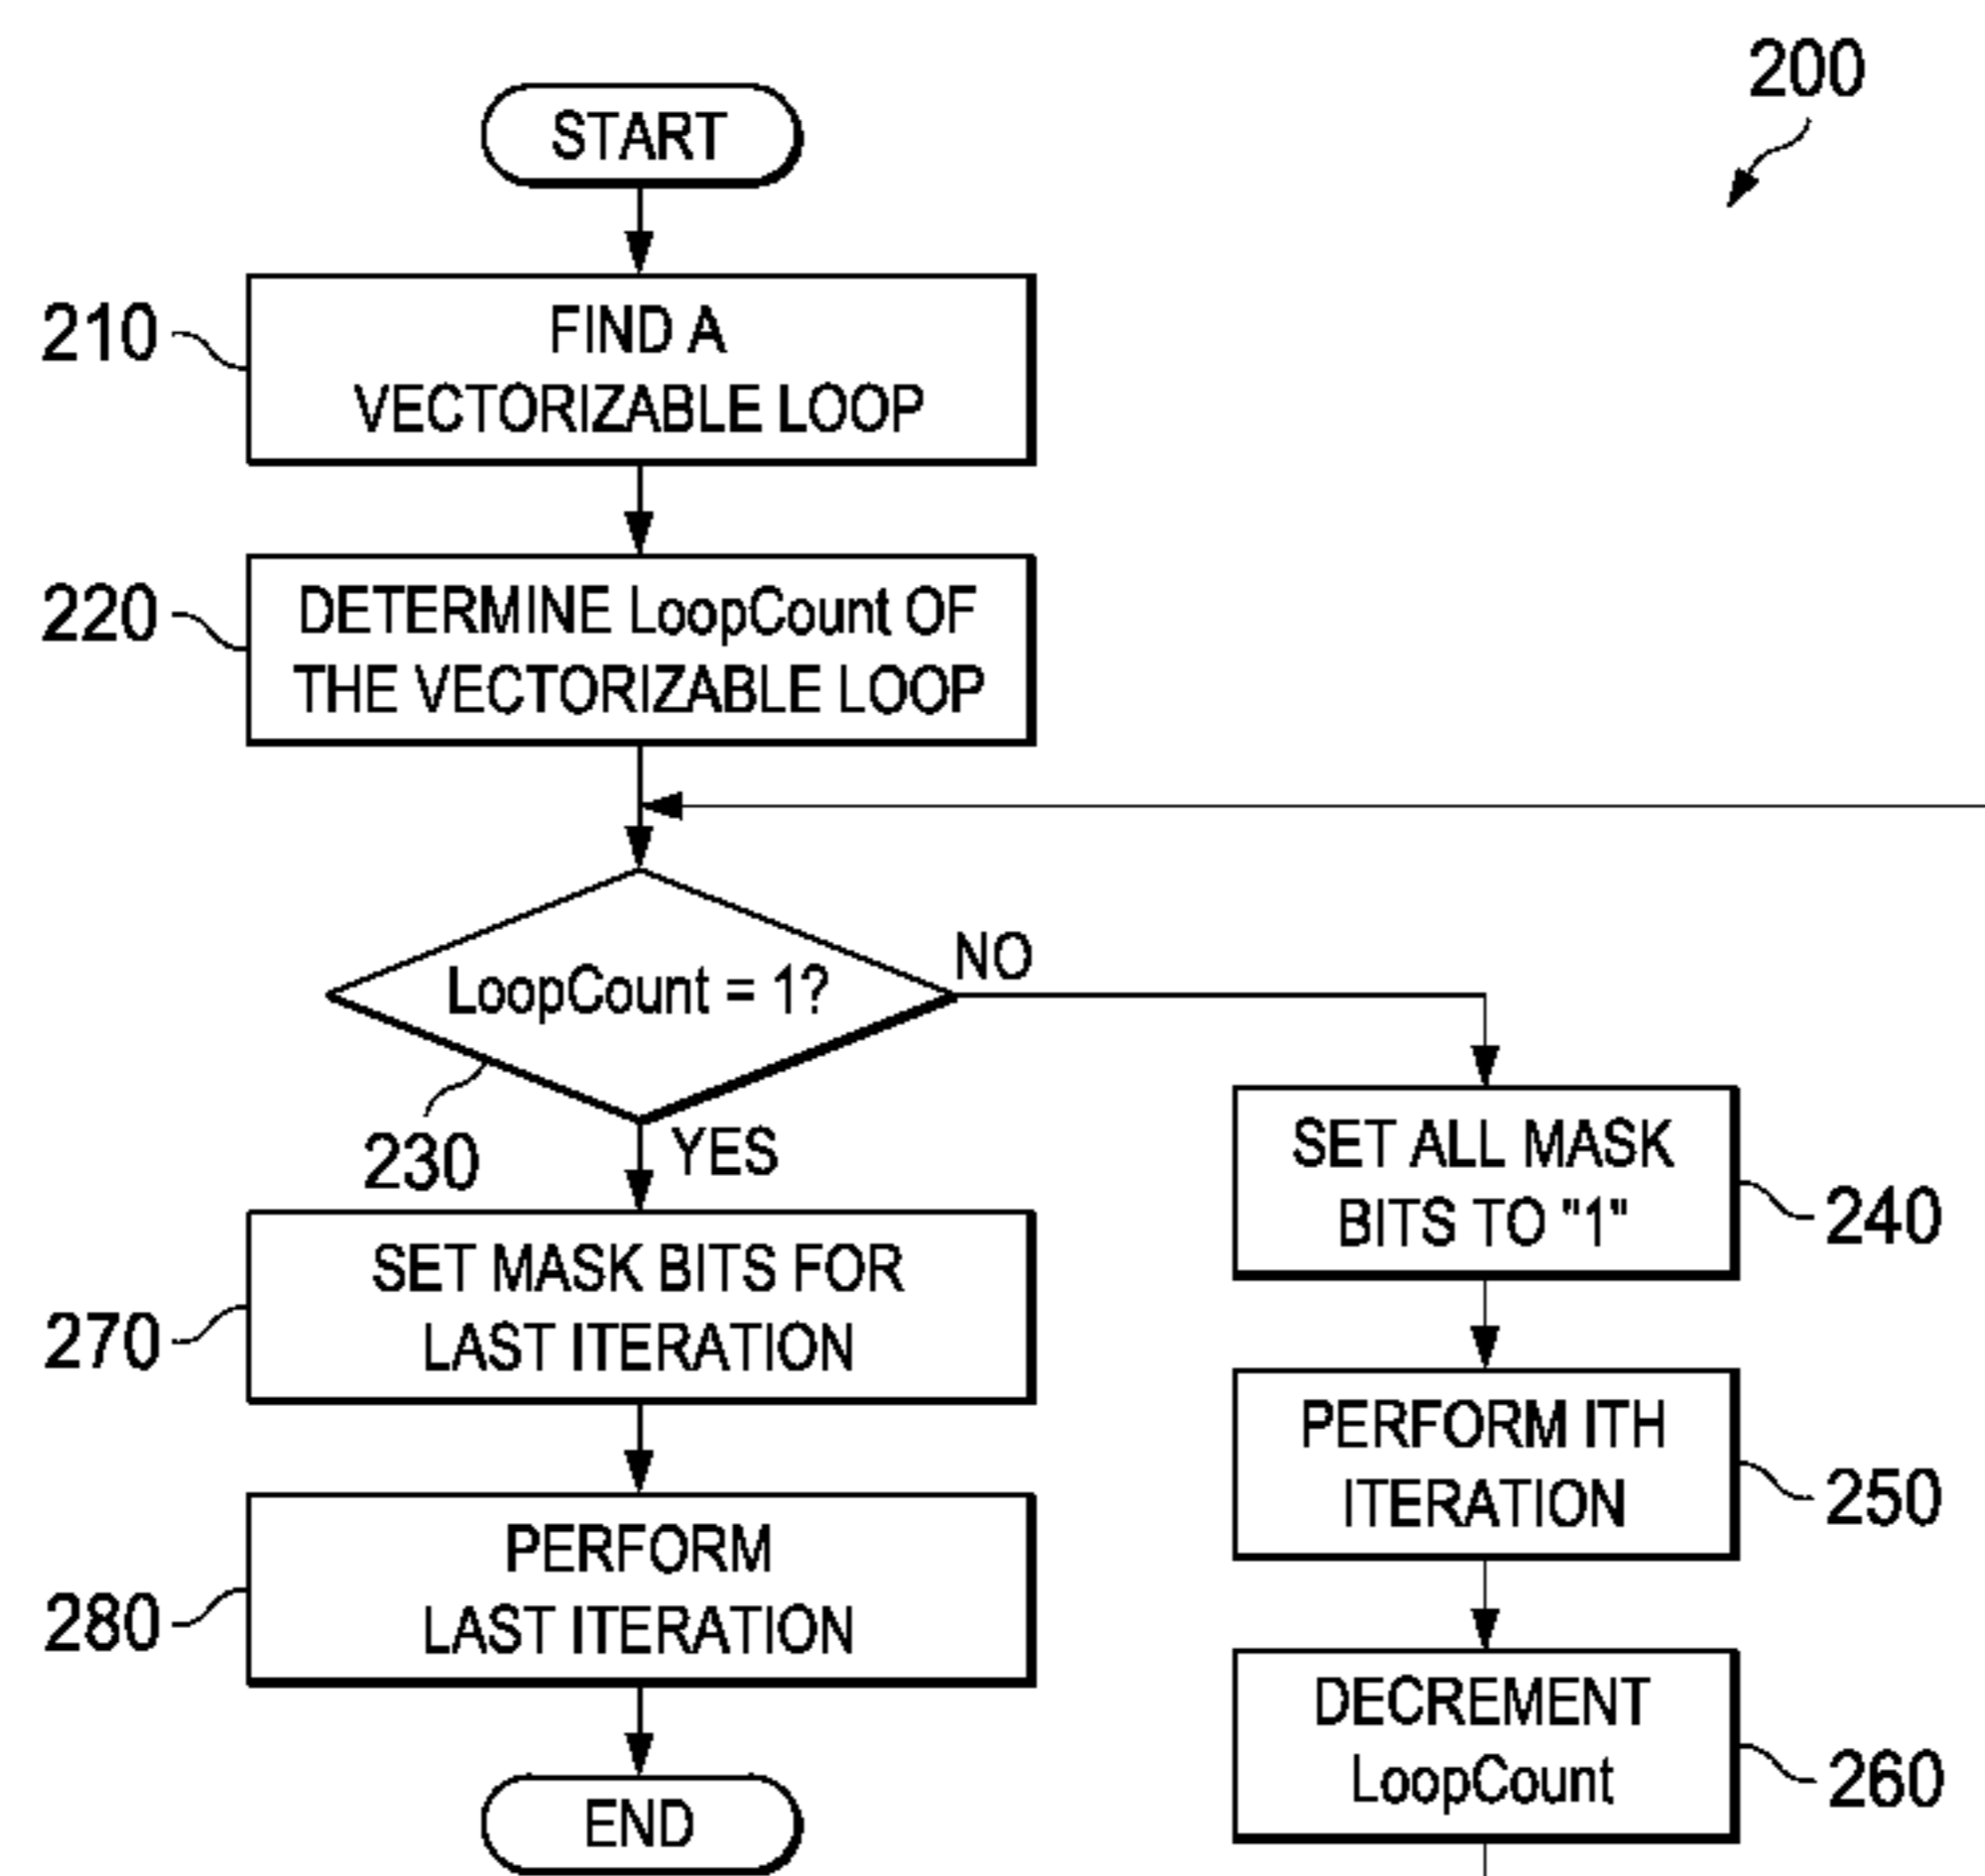 200
START
210
FIND A
VECTORIZABLE LOOP
220
DETERMINE LoopCount OF
THE VECTORIZABLE LOOP
LoopCount = 1?
NO
230
YES
SET ALL MASK
BITS TO "1"
240
270
SET MASK BITS FOR
LAST ITERATION
PERFORM ITH
ITERATION
250
280
PERFORM
LAST ITERATION
DECREMENT
LoopCount
260
END